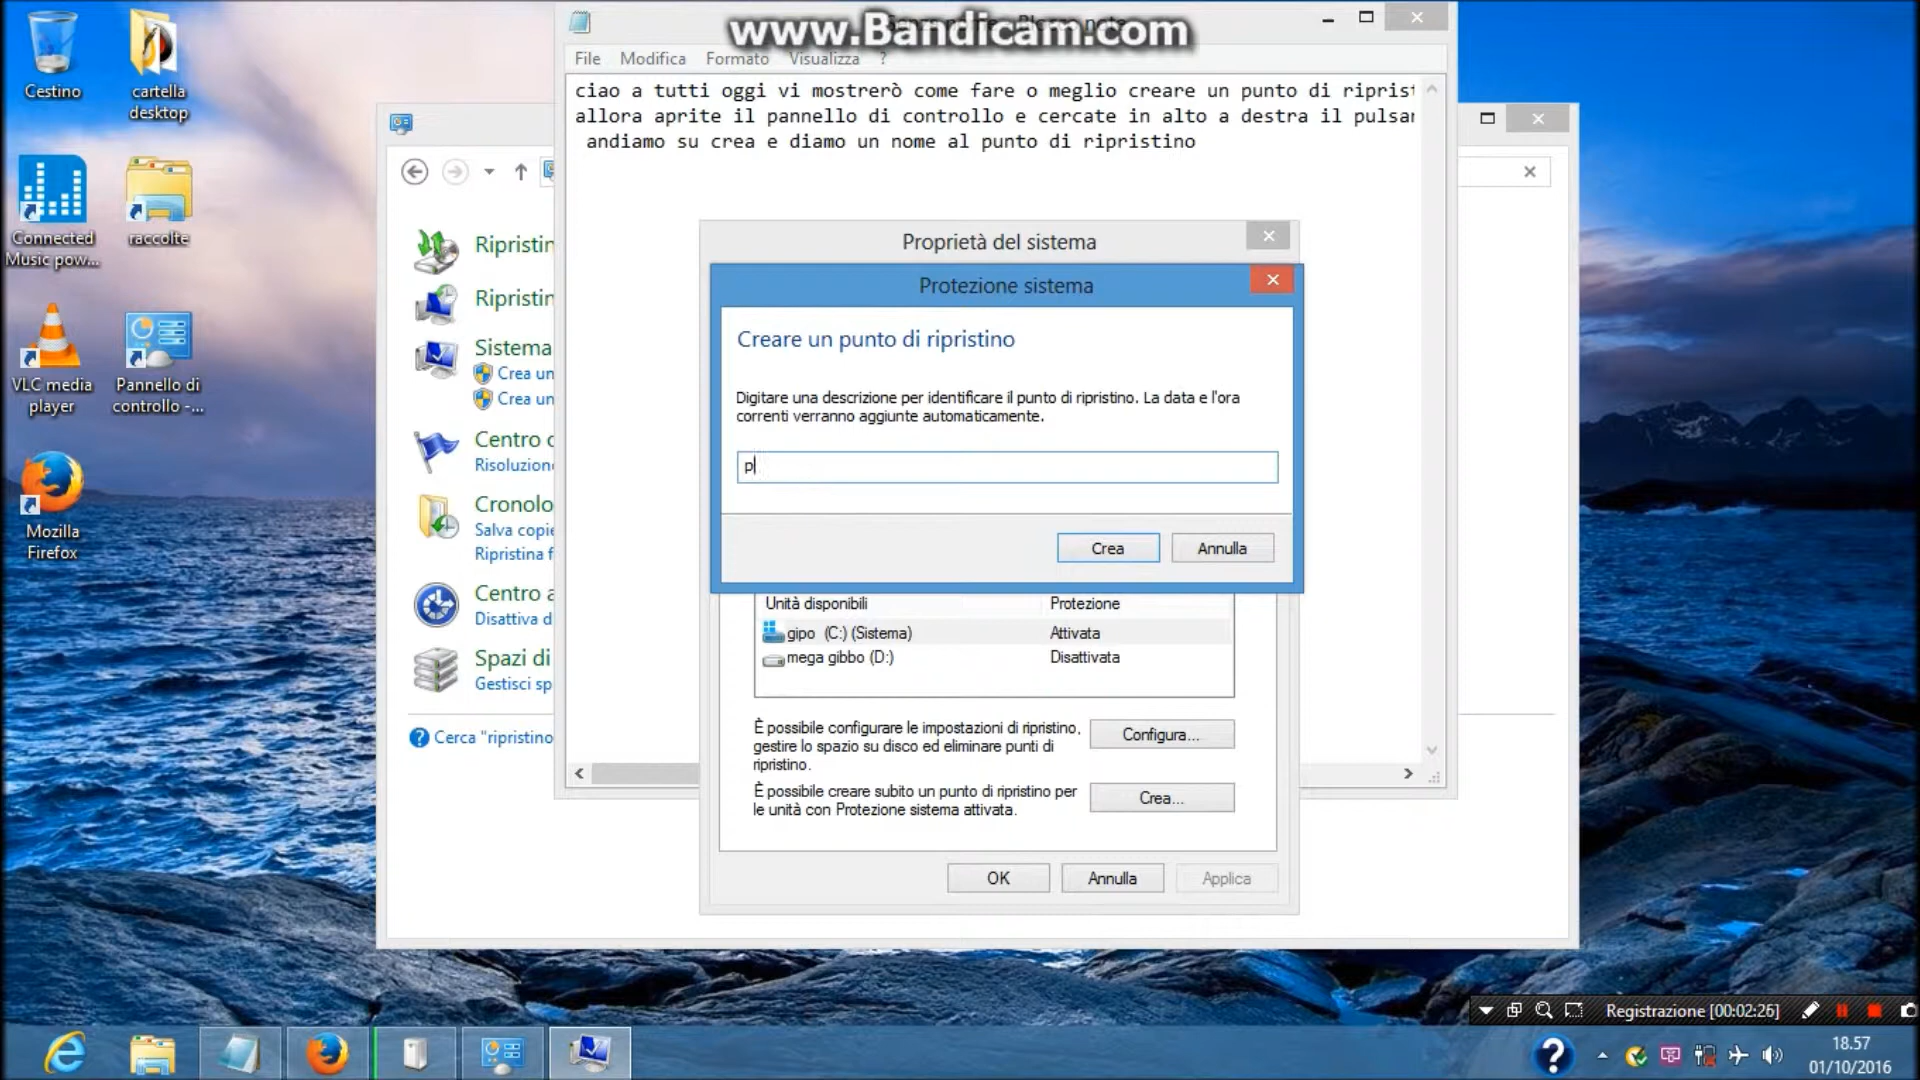 www.Bandicam.com
File Modifica Formato Visualizza ?
ciao a tutti oggi vi mostrerò come fare o meglio creare un punto di riprist
allora aprite il pannello di controllo e cercate in alto a destra il pulsa
andiamo su crea e diamo un nome al punto di ripristino
Cestino
cartella
desktop
Connected
Music pow...
raccolte
VLC media
player
Pannello di
controllo -...
Mozilla
Firefox
Ripristin
Ripristin
Sistema
Crea un
Crea un
Centro
Risoluzion
Cronolo
Salva copie
Ripristina f
Centro a
Disattiva d
Spazi di
Gestisci sp
Cerca "ripristino
Proprietà del sistema
Protezione sistema
Creare un punto di ripristino
Digitare una descrizione per identificare il punto di ripristino. La data e l'ora
correnti verranno aggiunte automaticamente.
p
Crea Annulla
Unità disponibili Protezione
gipo (C:) (Sistema) Attivata
mega gibbo (D:) Disattivata
È possibile configurare le impostazioni di ripristino,
gestire lo spazio su disco ed eliminare punti di
ripristino.
Configura...
È possibile creare subito un punto di ripristino per
le unità con Protezione sistema attivata.
Crea...
OK Annulla Applica
Registrazione [00:02:26]
18.57
01/10/2016